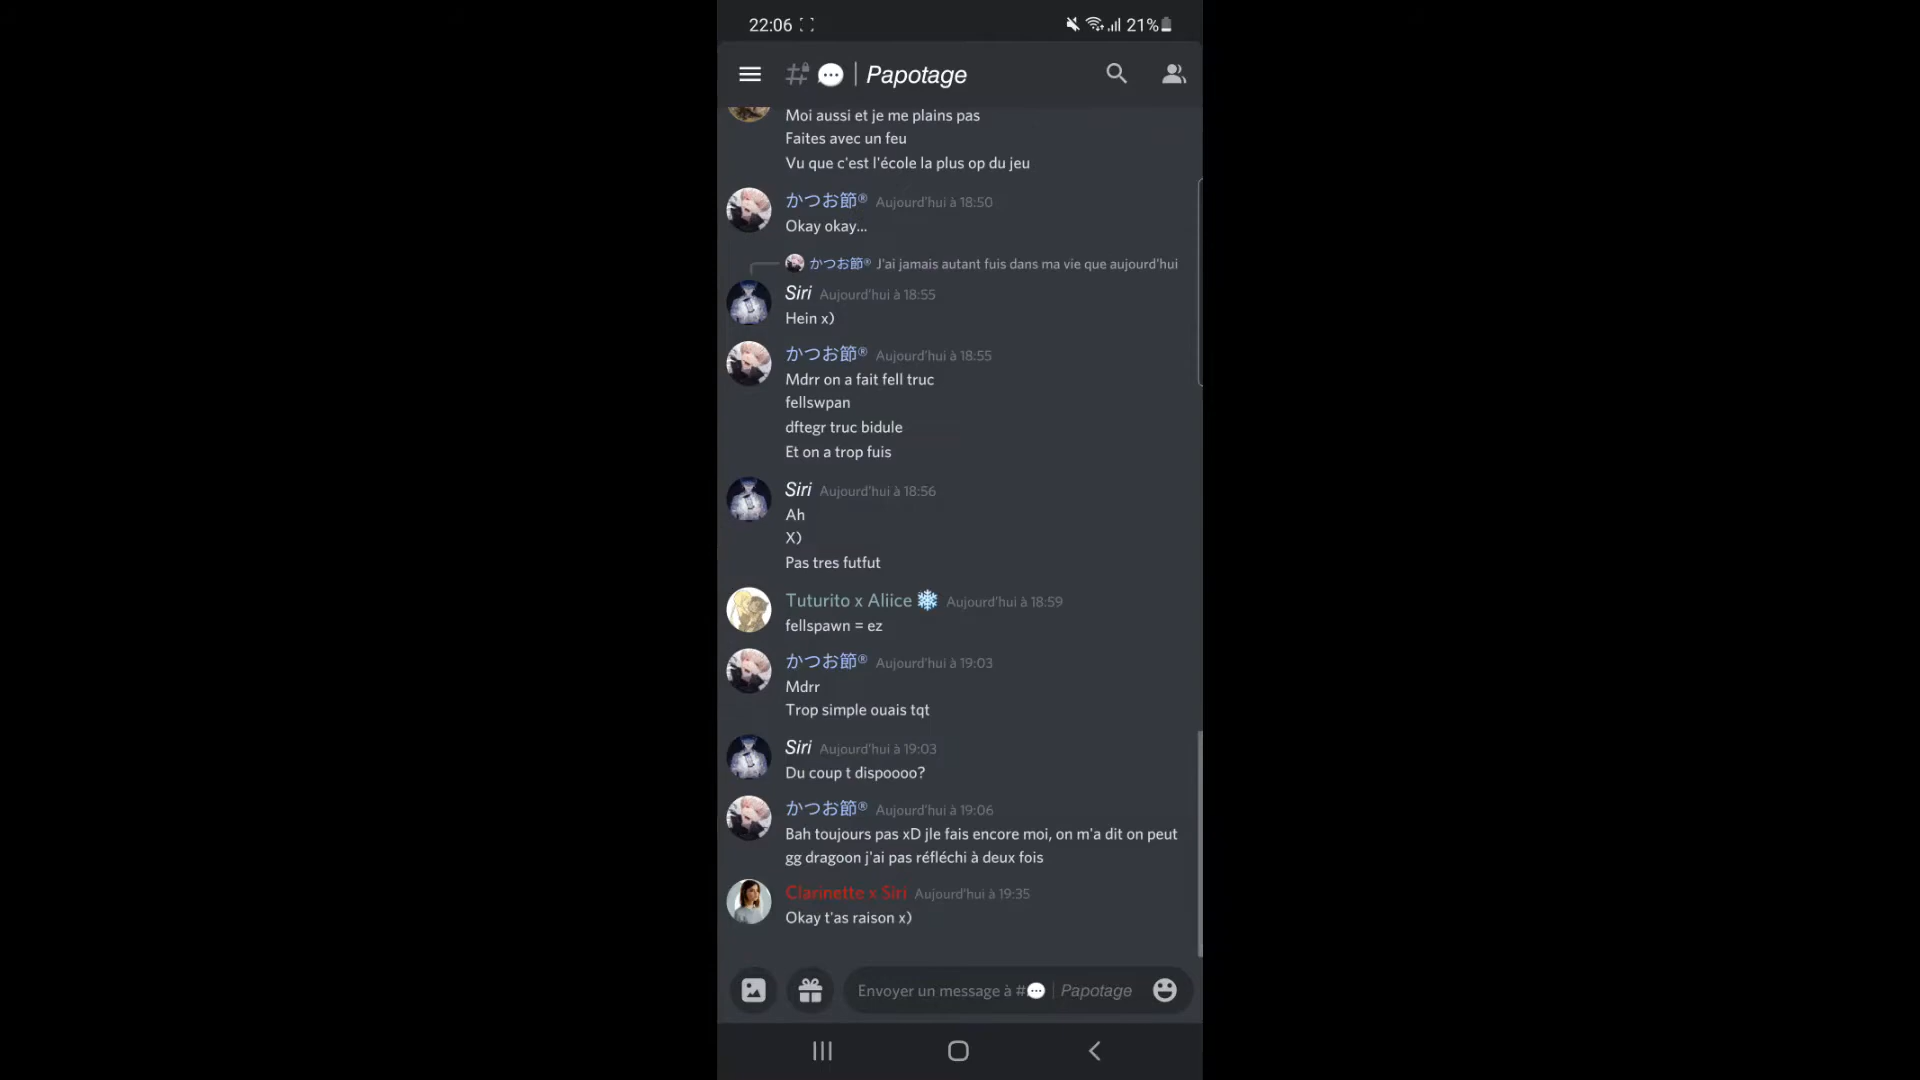 22:06 21%
# | Papotage
Moi aussi et je me plains pas
Faites avec un feu
Vu que c'est l'école la plus op du jeu
かつお節® Aujourd'hui à 18:50
Okay okay...
かつお節® J'ai jamais autant fuis dans ma vie que aujourd'hui
Siri Aujourd'hui à 18:55
Hein x)
かつお節® Aujourd'hui à 18:55
Mdrr on a fait fell truc
fellswpan
dftegr truc bidule
Et on a trop fuis
Siri Aujourd'hui à 18:56
Ah
X)
Pas tres futfut
Tuturito x Aliice ❄ Aujourd'hui à 18:59
fellspawn = ez
かつお節® Aujourd'hui à 19:03
Mdrr
Trop simple ouais tqt
Siri Aujourd'hui à 19:03
Du coup t dispoooo?
かつお節® Aujourd'hui à 19:06
Bah toujours pas xD jle fais encore moi, on m'a dit on peut
gg dragoon j'ai pas réfléchi à deux fois
Clarinette x Siri Aujourd'hui à 19:35
Okay t'as raison x)
Envoyer un message à #💬 | Papotage